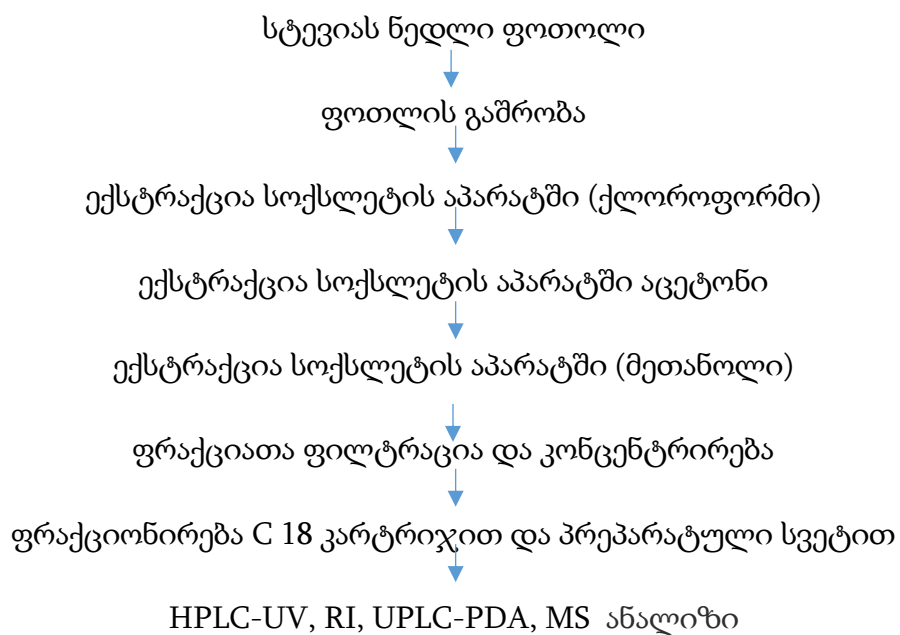 სტევიას ნედლი ფოთოლი
ფოთლის გაშრობა
ექსტრაქცია სოქსლეტის აპარატში (ქლოროფორმი)
ექსტრაქცია სოქსლეტის აპარატში აცეტონი
ექსტრაქცია სოქსლეტის აპარატში (მეთანოლი)
ფრაქციათა ფილტრაცია და კონცენტრირება
ფრაქციონირება C 18 კარტრიჯით და პრეპარატული სვეტით
HPLC-UV, RI, UPLC-PDA, MS ანალიზი